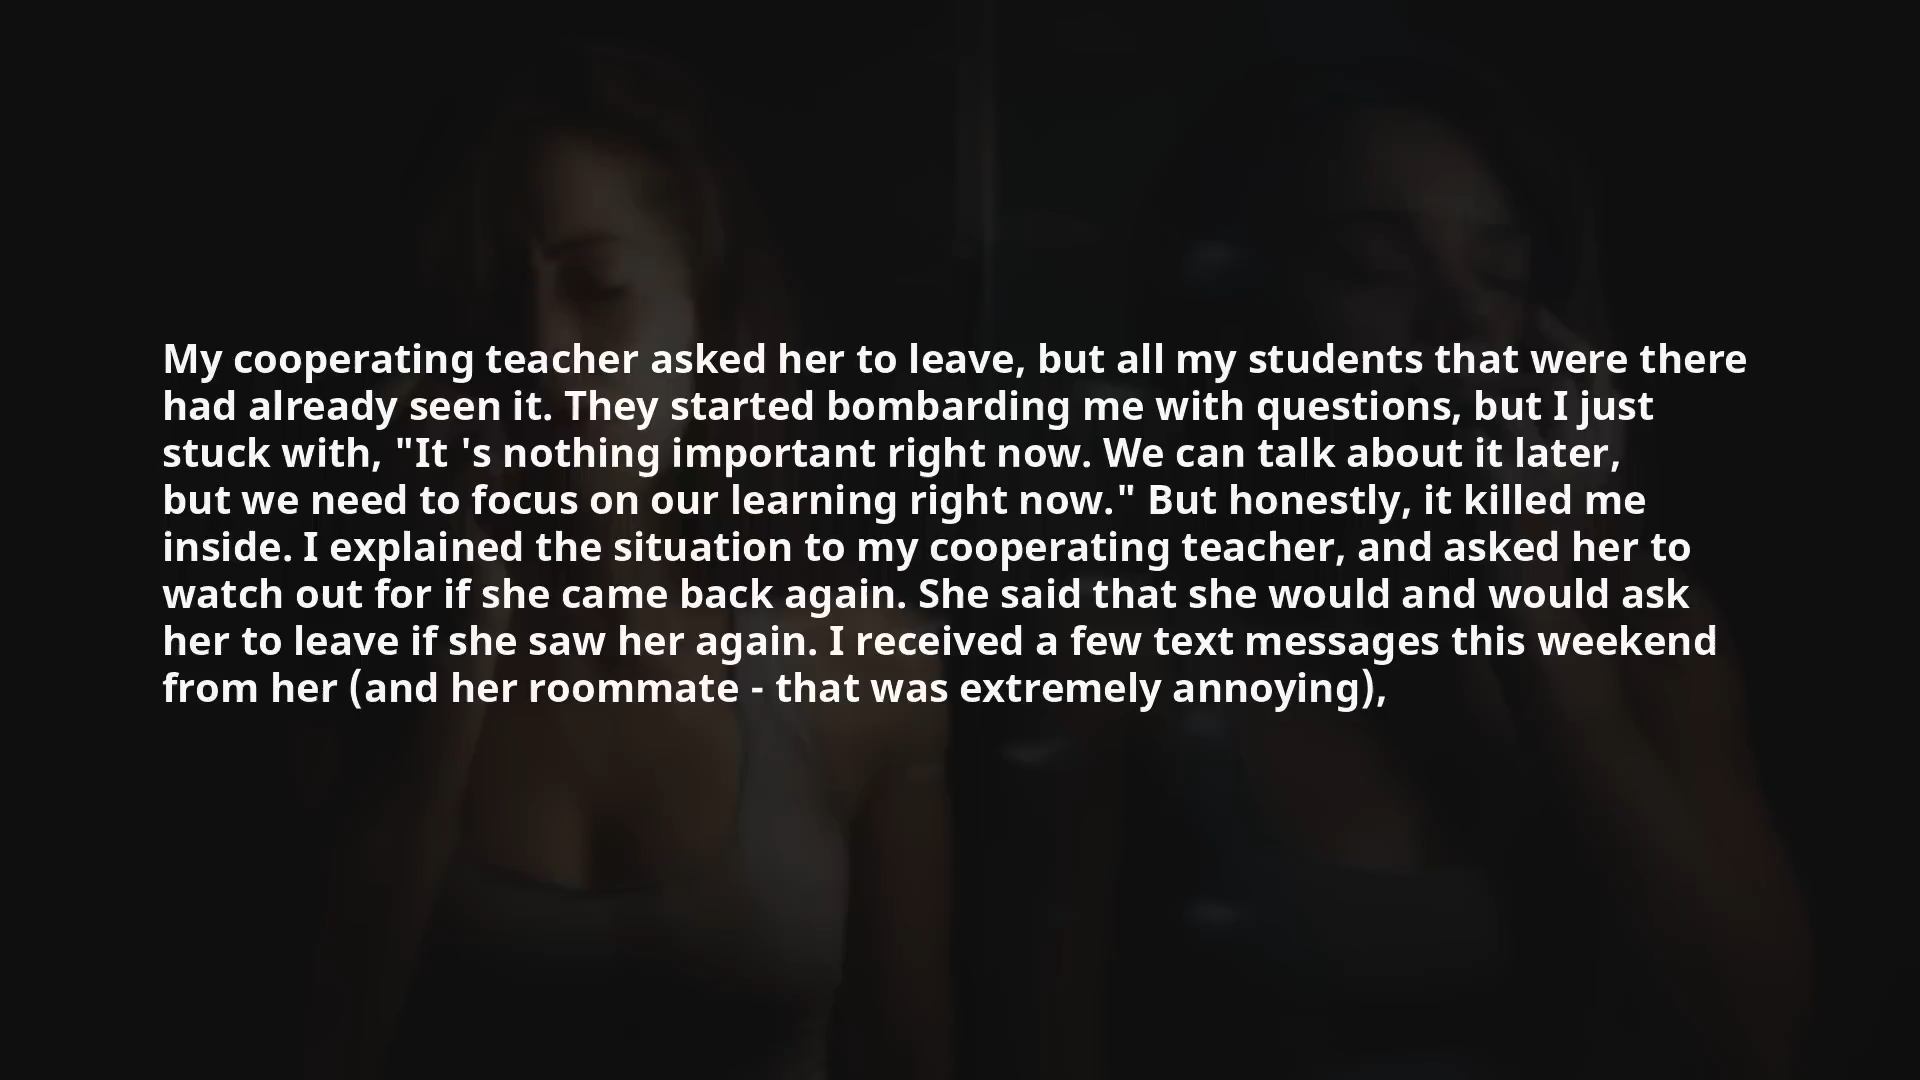 My cooperating teacher asked her to leave, but all my students that were there
had already seen it. They started bombarding me with questions, but I just
stuck with, "It 's nothing important right now. We can talk about it later,
but we need to focus on our learning right now." But honestly, it killed me
inside. I explained the situation to my cooperating teacher, and asked her to
watch out for if she came back again. She said that she would and would ask
her to leave if she saw her again. I received a few text messages this weekend
from her (and her roommate - that was extremely annoying),